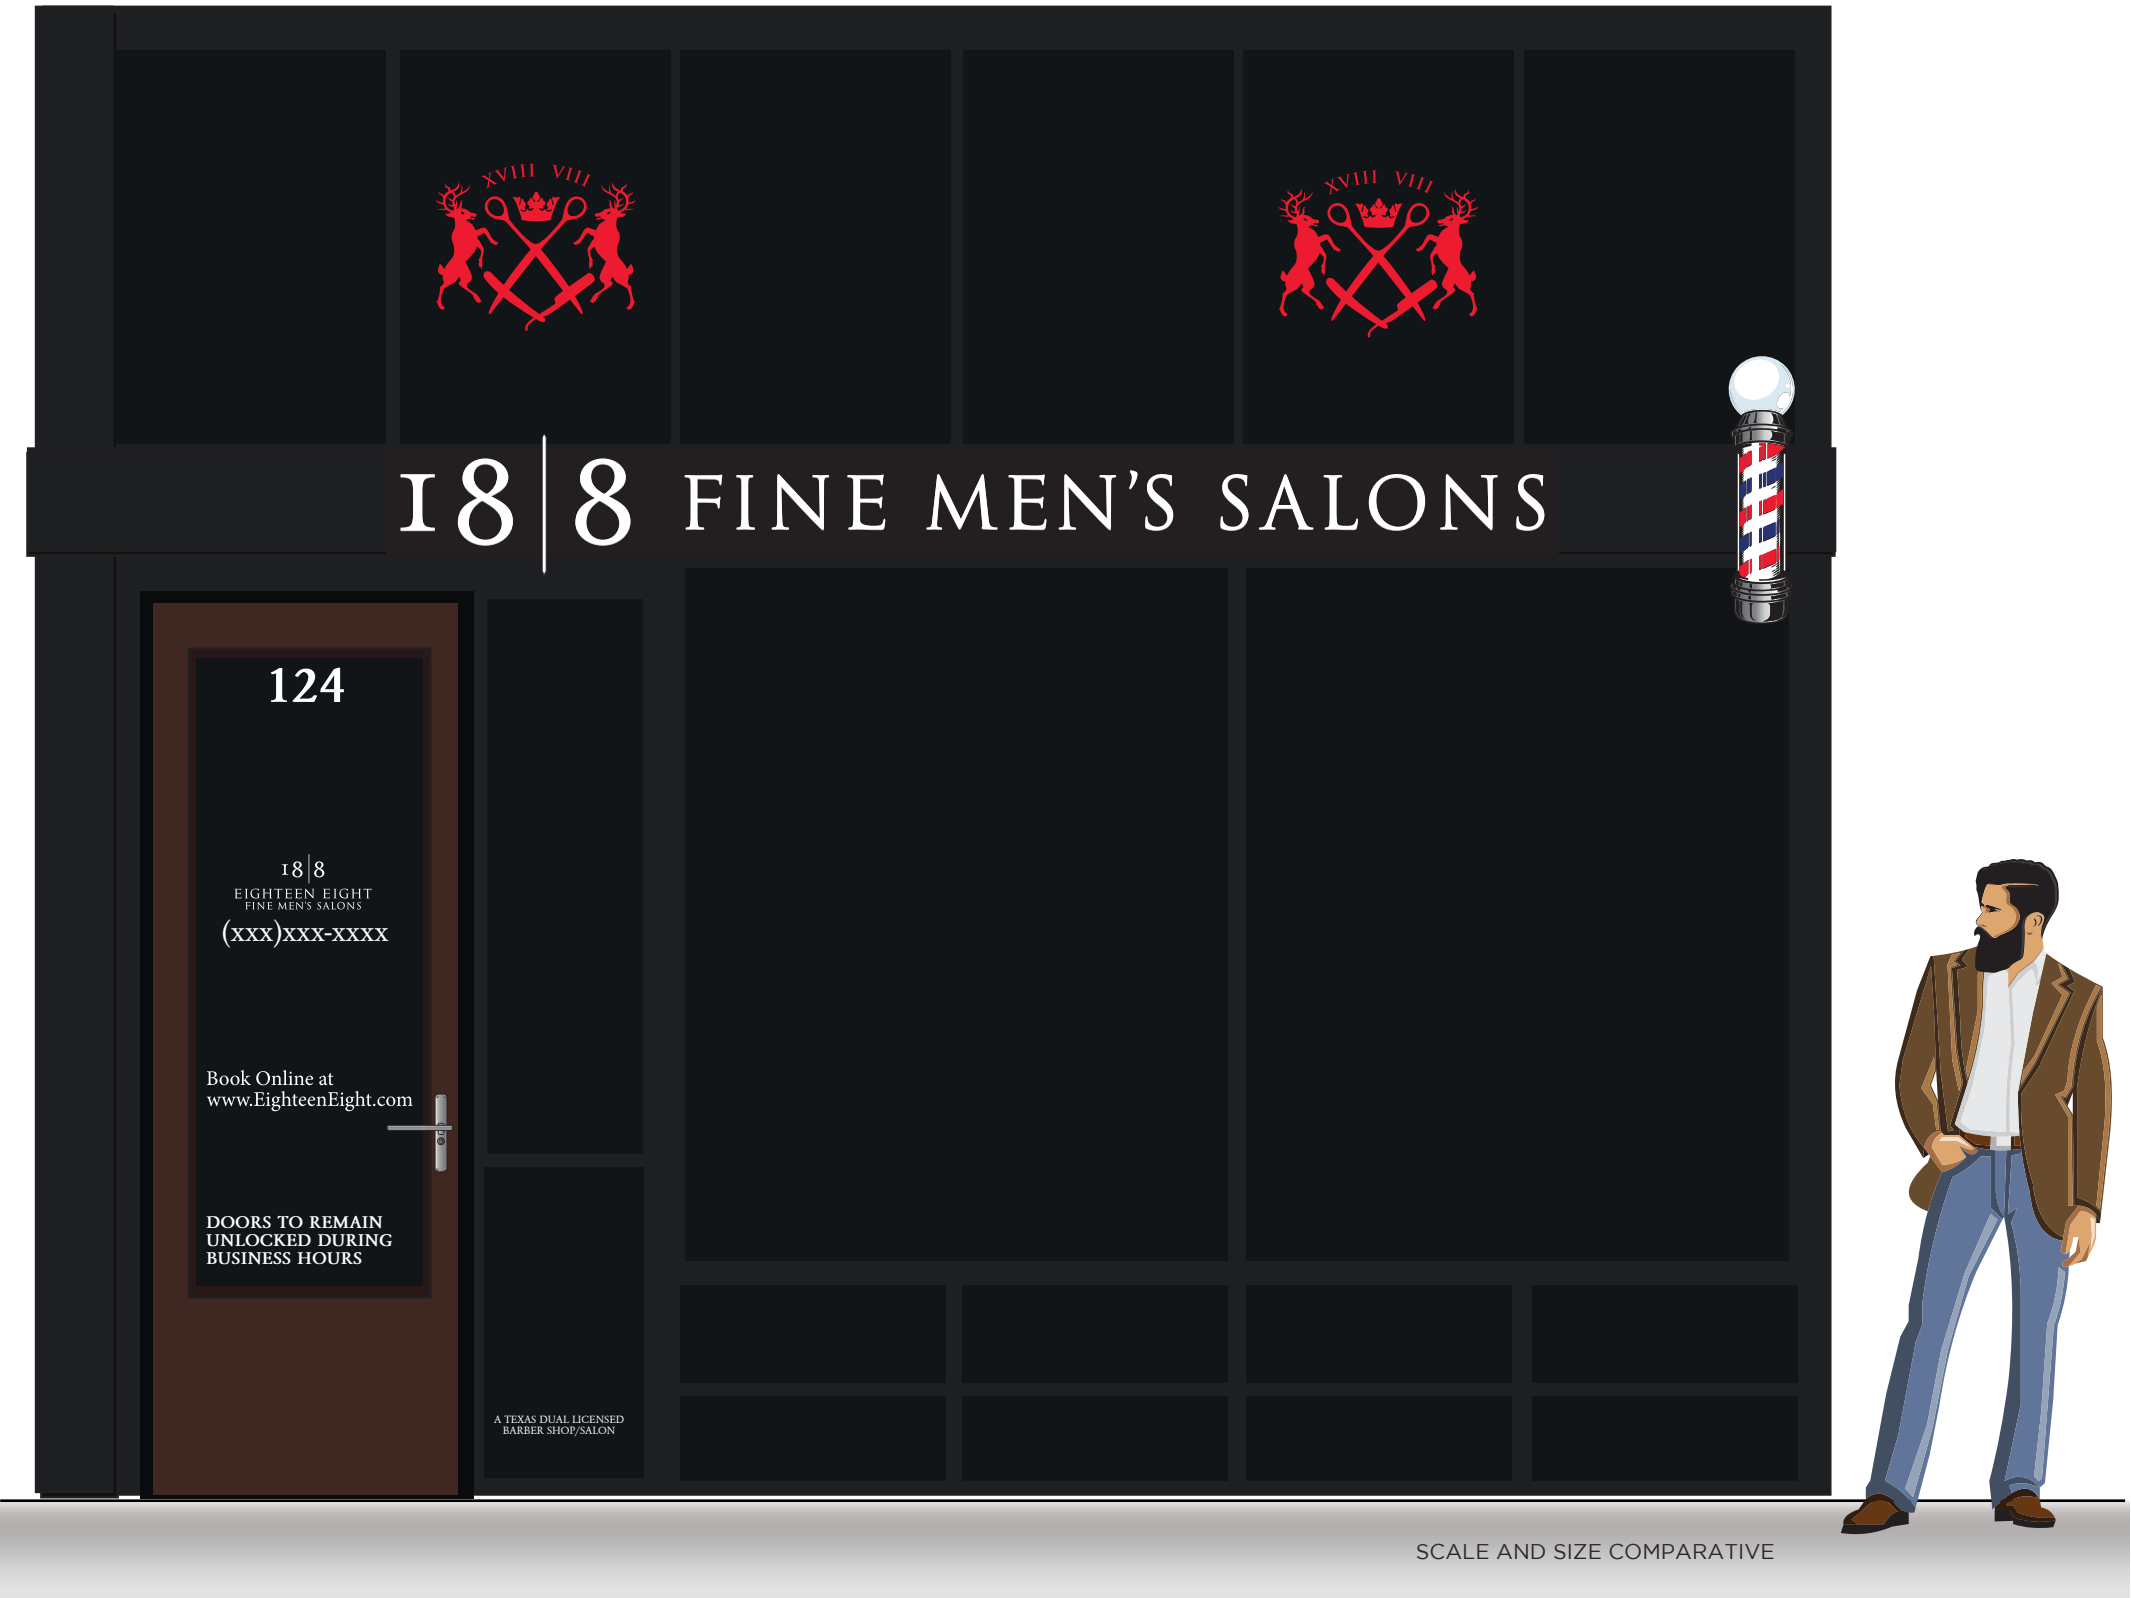 XVIII VIII
XVIII VIII
18|8 FINE MEN'S SALONS
124
18|8
EIGHTEEN EIGHT
FINE MEN'S SALONS
(xxx)xxx-xxxx
Book Online at
www.EighteenEight.com
DOORS TO REMAIN
UNLOCKED DURING
BUSINESS HOURS
A TEXAS DUAL LICENSED
BARBER SHOP/SALON
SCALE AND SIZE COMPARATIVE